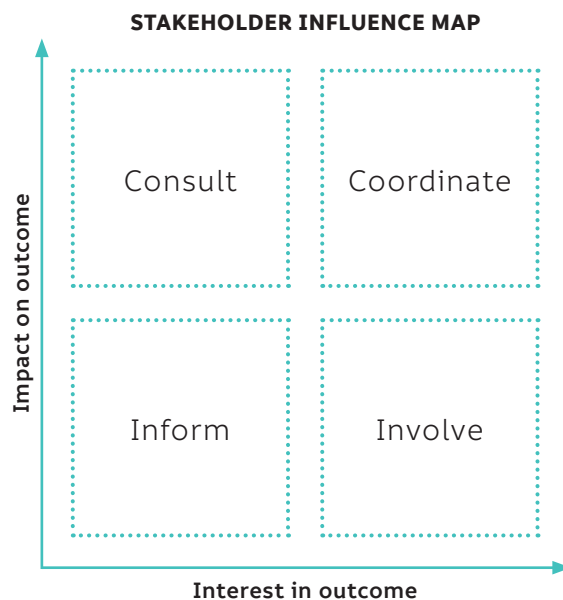 STAKEHOLDER INFLUENCE MAP
Consult
Coordinate
Impact on outcome
Inform
Involve
Interest in outcome